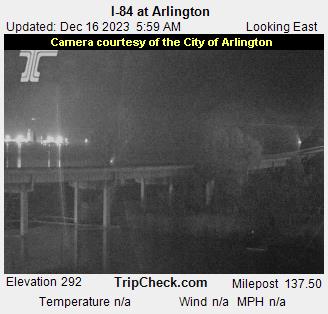 I-84 at Arlington
Updated: Dec 16 2023 5:59 AM Looking East
Camera courtesy of the City of Arlington
Elevation 292 TripCheck.com Milepost 137.50
Temperature n/a Wind n/a MPH n/a